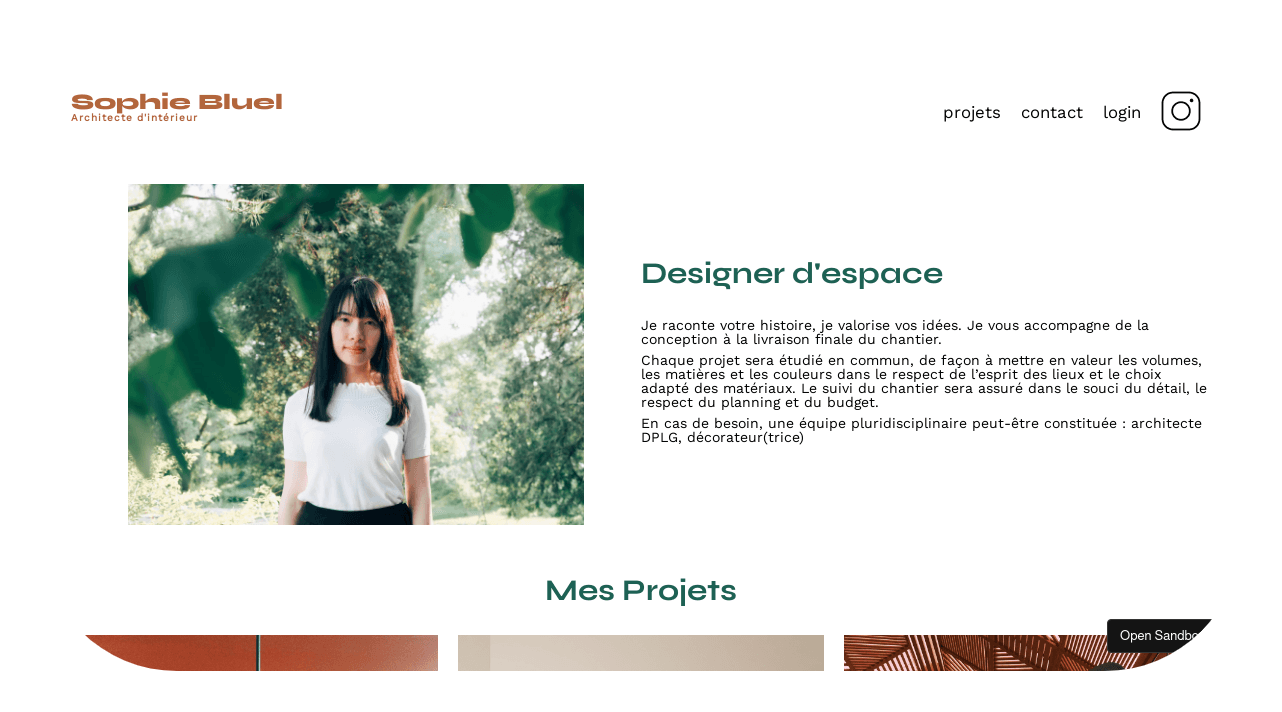 Sophie Bluel
Architecte d'intérieur
projets contact login
Designer d'espace
Je raconte votre histoire, je valorise vos idées. Je vous accompagne de la
conception à la livraison finale du chantier.
Chaque projet sera étudié en commun, de façon à mettre en valeur les volumes,
les matières et les couleurs dans le respect de l’esprit des lieux et le choix
adapté des matériaux. Le suivi du chantier sera assuré dans le souci du détail, le
respect du planning et du budget.
En cas de besoin, une équipe pluridisciplinaire peut-être constituée : architecte
DPLG, décorateur(trice)
Mes Projets
Open